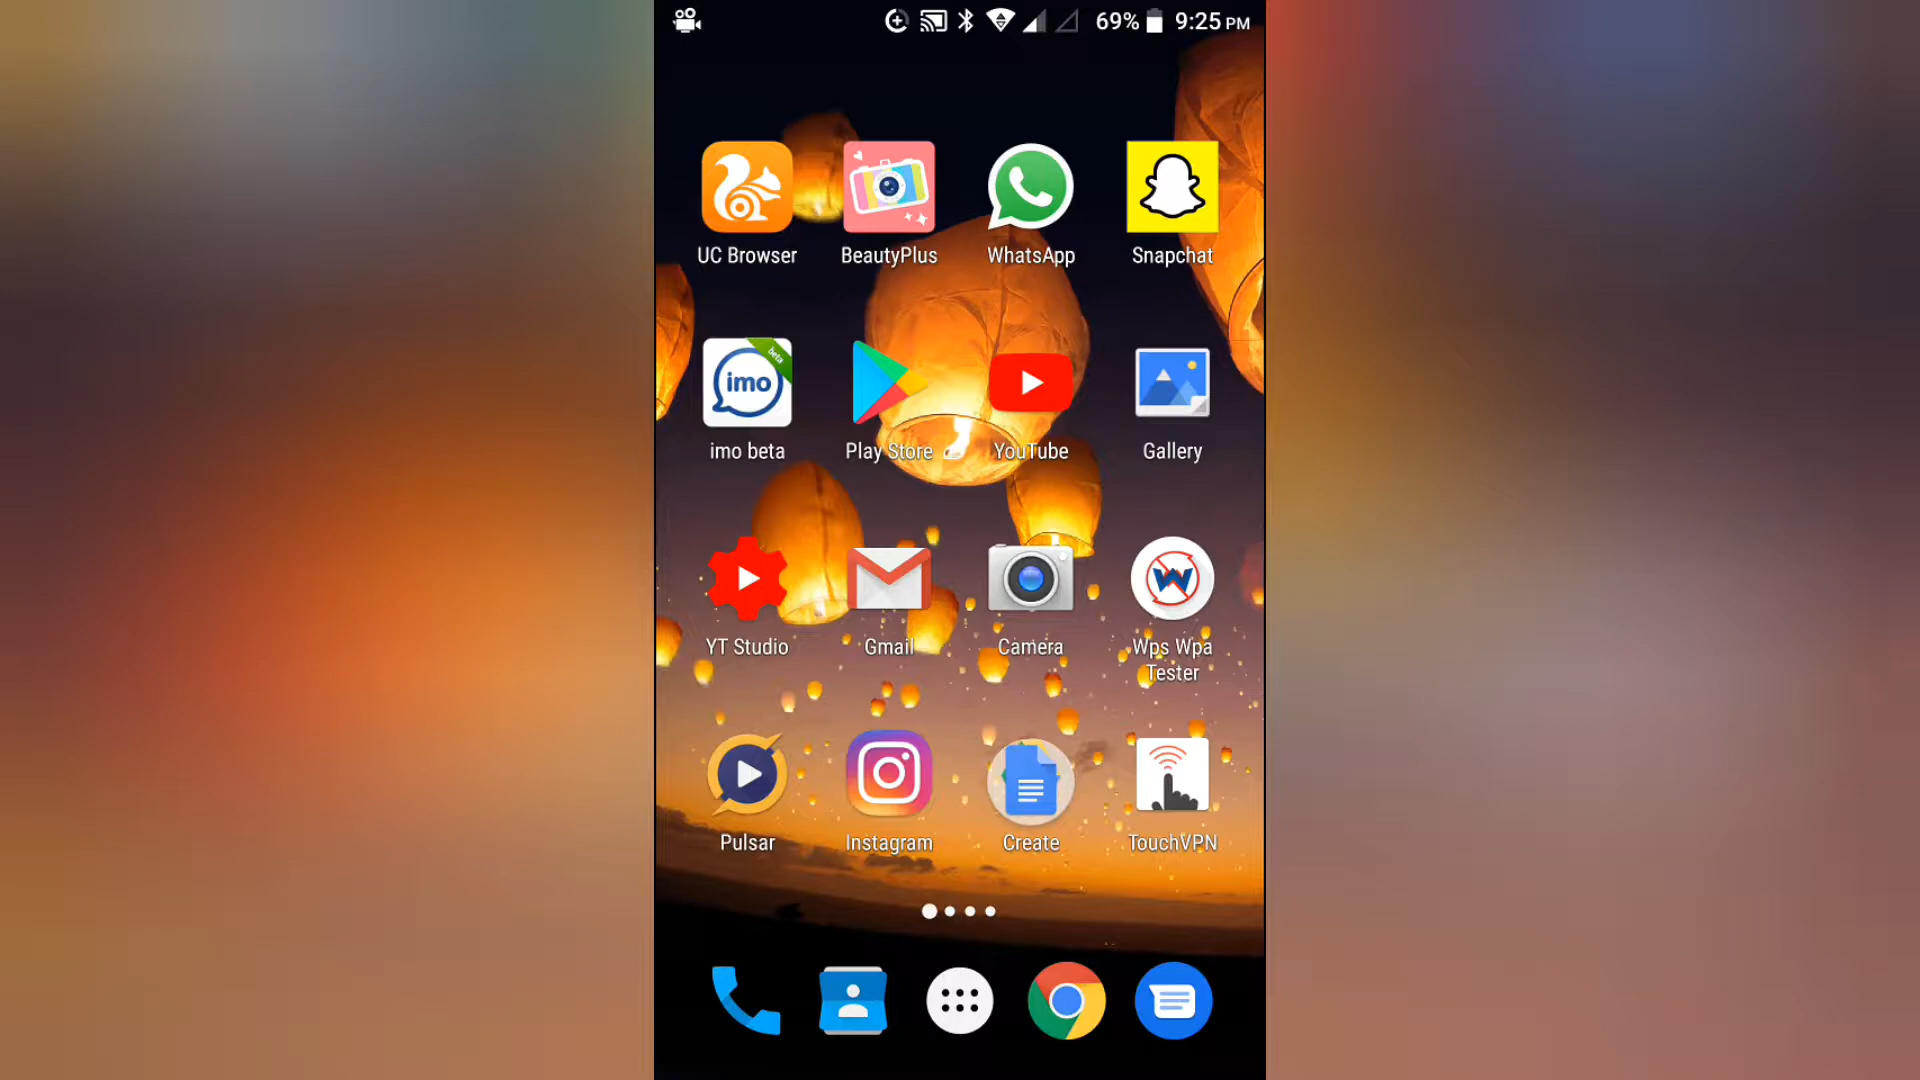 69% 9:25 PM
UC Browser BeautyPlus WhatsApp Snapchat
beta
imo
imo beta Play Store YouTube Gallery
W
YT Studio Gmail Camera Wps Wpa
Tester
Pulsar Instagram Create TouchVPN